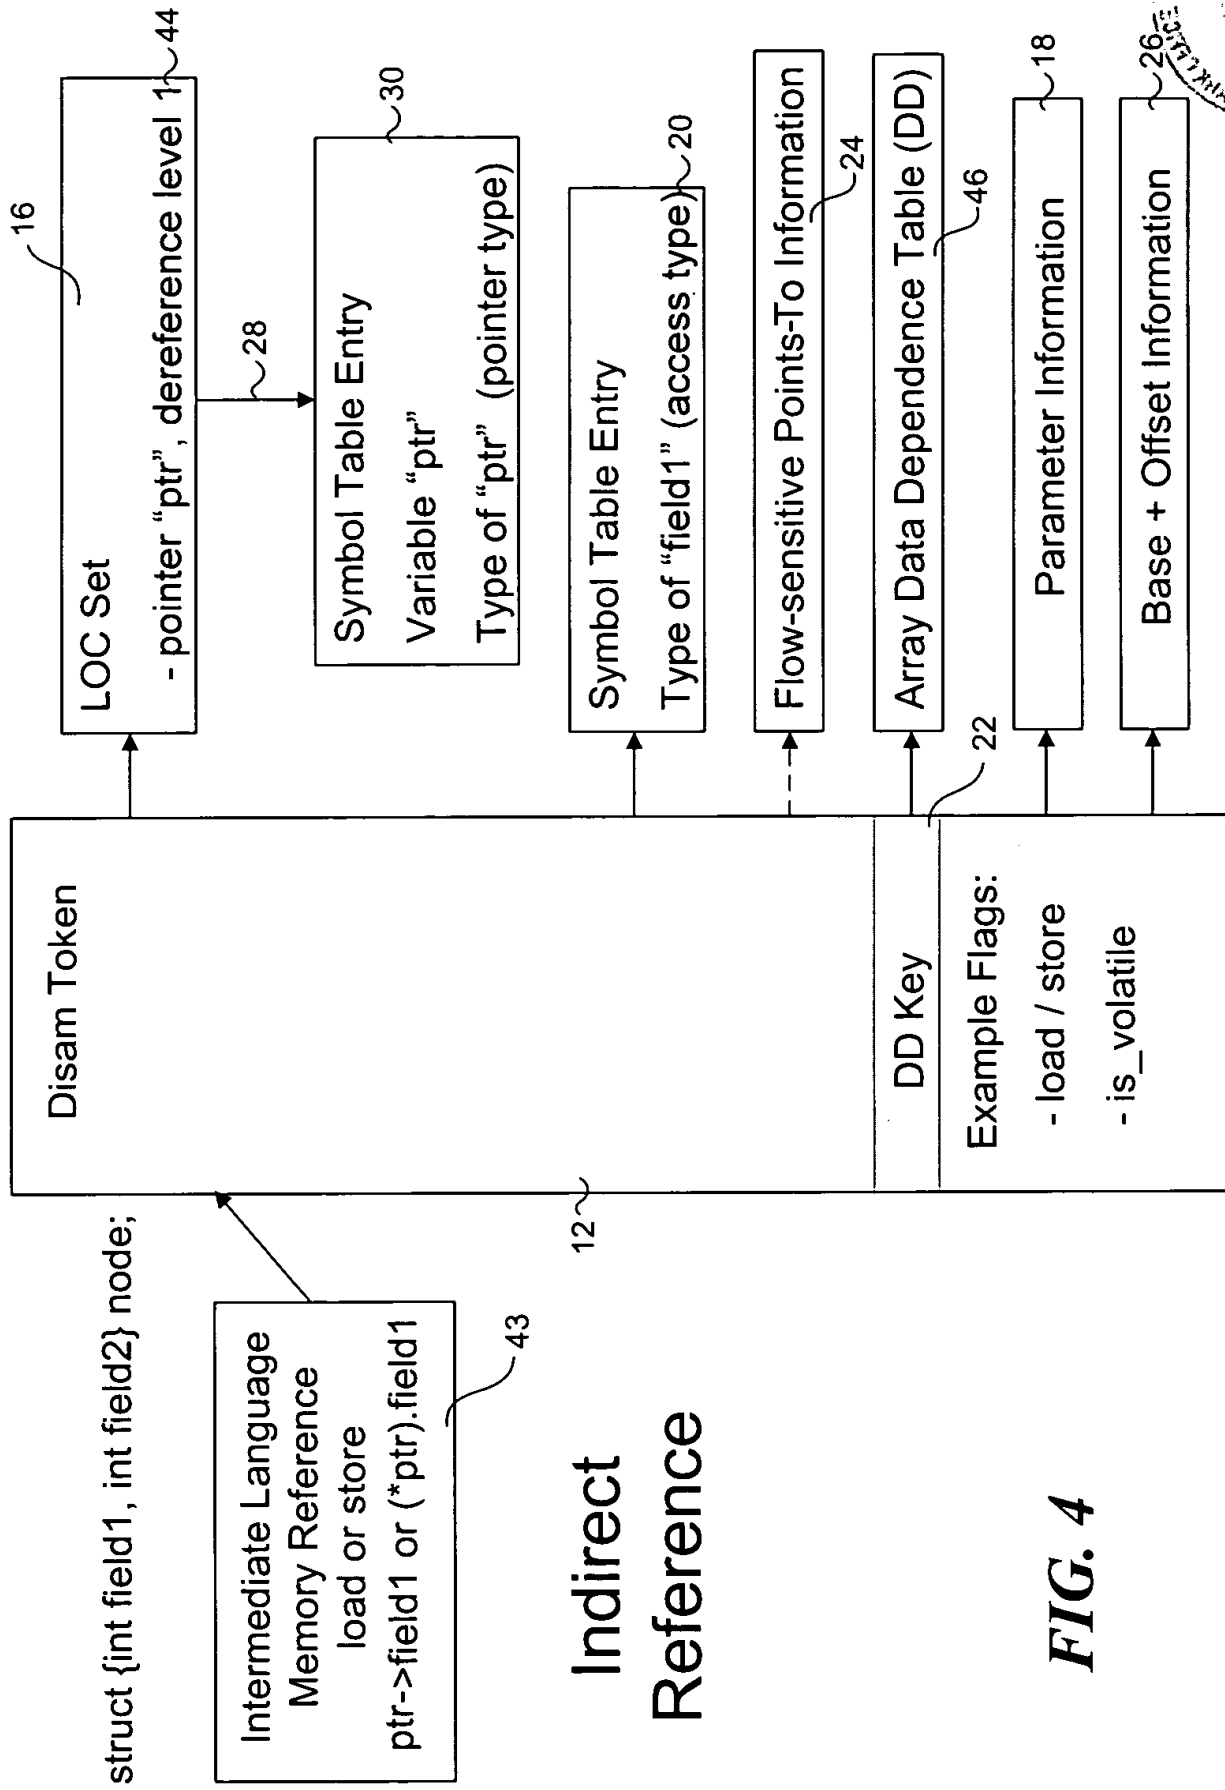 struct {int field1, int field2} node;
Intermediate Language
Memory Reference
load or store
ptr->field1 or (*ptr).field1
43
Indirect
Reference
FIG. 4
Disam Token
12
DD Key
22
Example Flags:
- load / store
- is_volatile
16
LOC Set
- pointer “ptr”, dereference level 1
44
28
30
Symbol Table Entry
Variable “ptr”
Type of “ptr” (pointer type)
Symbol Table Entry
Type of “field1” (access type)
20
Flow-sensitive Points-To Information
24
Array Data Dependence Table (DD)
46
Parameter Information
18
Base + Offset Information
26